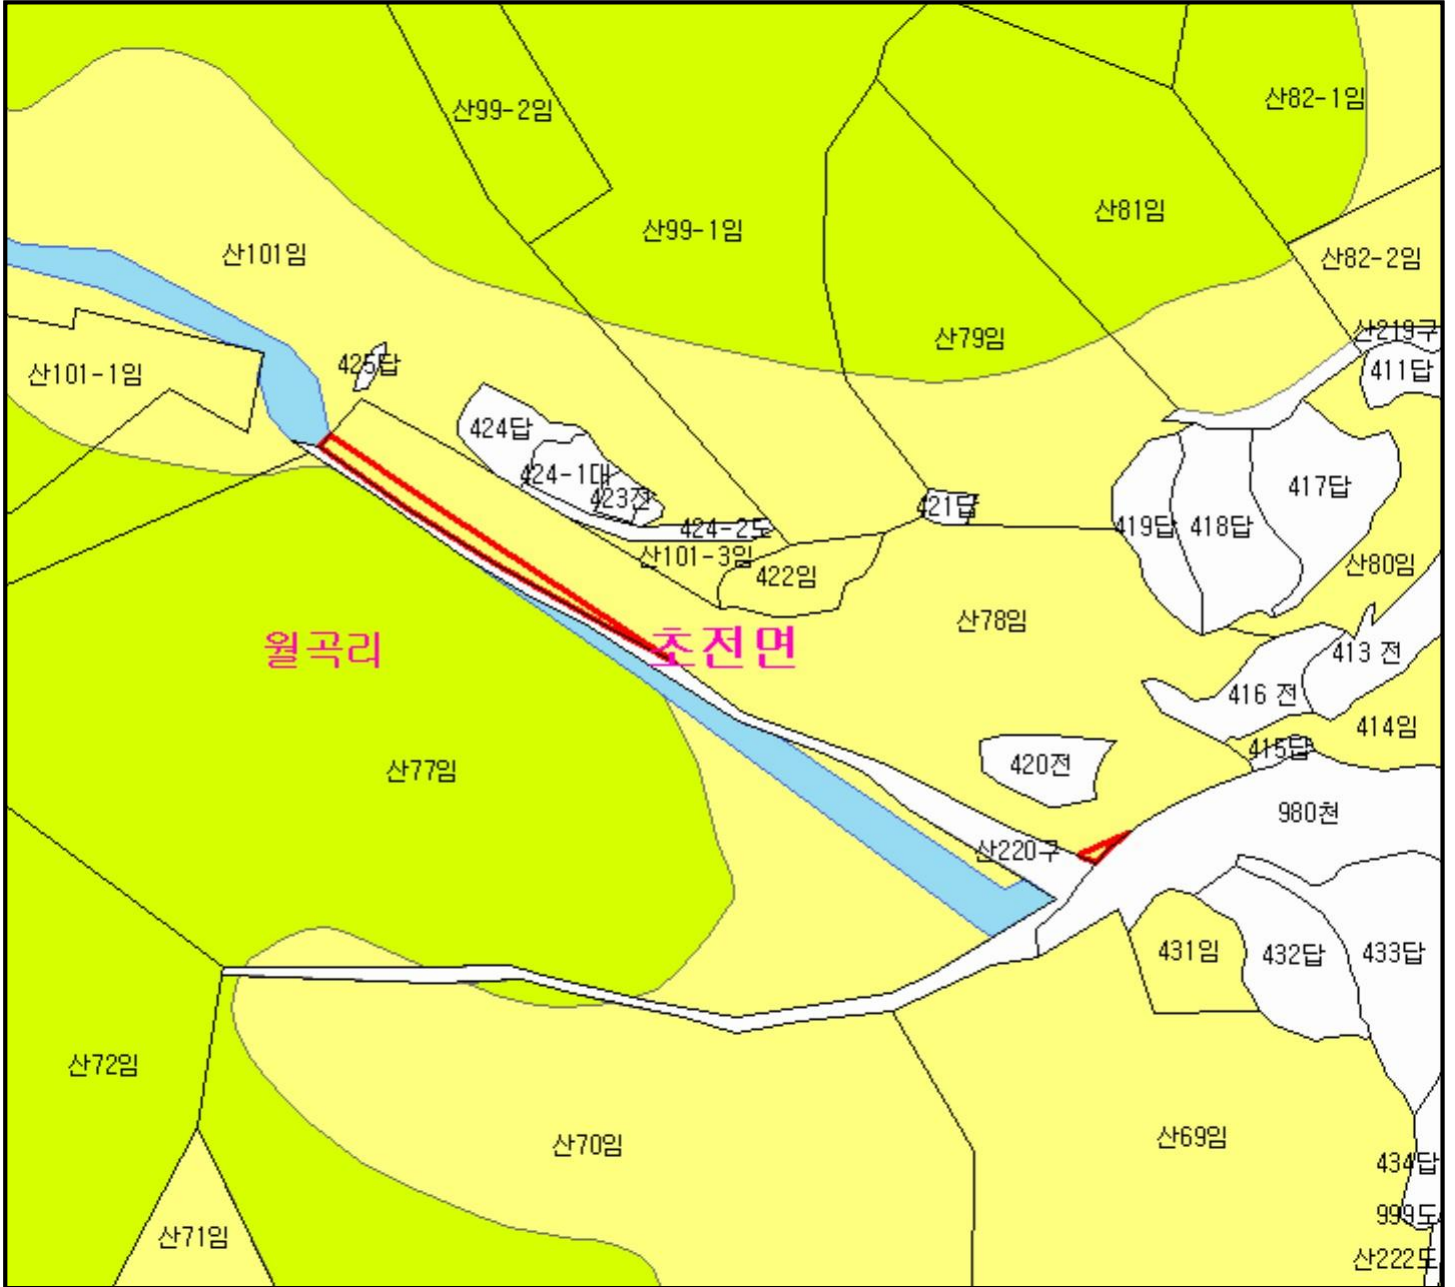 산82-1임
산99-2임
산81임
산99-1임
산101임
산82-2임
산219구
산79임
425답
411답
산101-1임
424답
424-1대
417답
423전
421답
424-2도
419답
418답
산101-3임
산80임
422임
산78임
월곡리
초전면
413 전
416 전
414임
415답
420전
산77임
980천
산220구
431임
432답
433답
산72임
산69임
산70임
434답
999도
산71임
산222도